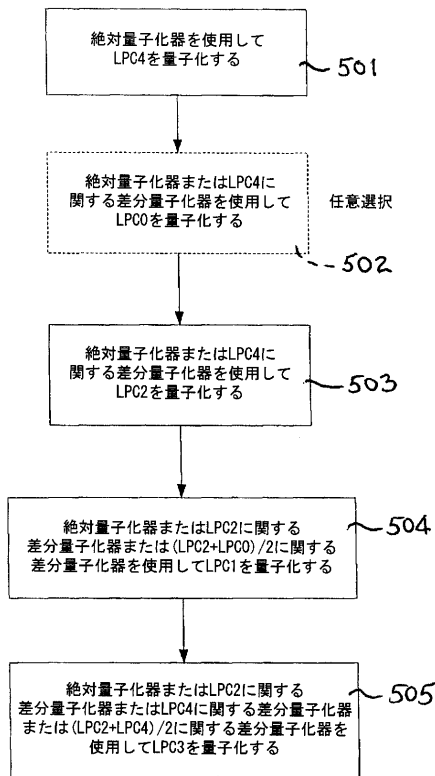 絶対量子化器を使用して
LPC4を量子化する
501
絶対量子化器またはLPC4に
関する差分量子化器を使用して
LPC0を量子化する
任意選択
502
絶対量子化器またはLPC4に
関する差分量子化器を使用して
LPC2を量子化する
503
絶対量子化器またはLPC2に関する
差分量子化器または(LPC2+LPC0)/2に関する
差分量子化器を使用してLPC1を量子化する
504
絶対量子化器またはLPC2に関する
差分量子化器またはLPC4に関する差分量子化器
または(LPC2+LPC4)/2に関する差分量子化器を
使用してLPC3を量子化する
505